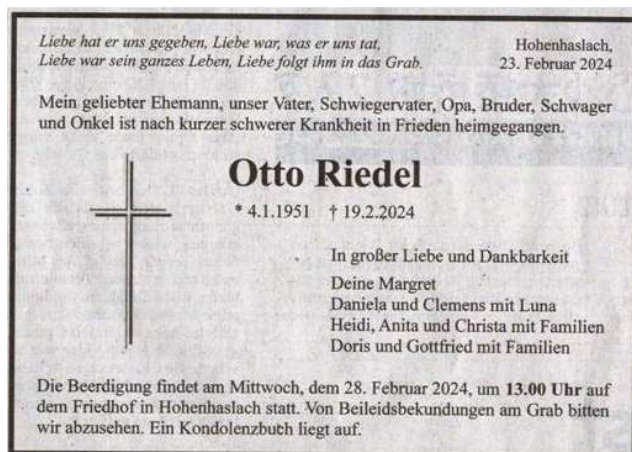 Liebe hat er uns gegeben, Liebe war, was er uns tat,
Liebe war sein ganzes Leben, Liebe folgt ihm in das Grab.
Hohenhaslach,
23. Februar 2024
Mein geliebter Ehemann, unser Vater, Schwiegervater, Opa, Bruder, Schwager
und Onkel ist nach kurzer schwerer Krankheit in Frieden heimgegangen.
Otto Riedel
* 4.1.1951 † 19.2.2024
In großer Liebe und Dankbarkeit
Deine Margret
Daniela und Clemens mit Luna
Heidi, Anita und Christa mit Familien
Doris und Gottfried mit Familien
Die Beerdigung findet am Mittwoch, dem 28. Februar 2024, um 13.00 Uhr auf
dem Friedhof in Hohenhaslach statt. Von Beileidsbekundungen am Grab bitten
wir abzusehen. Ein Kondolenzbuch liegt auf.